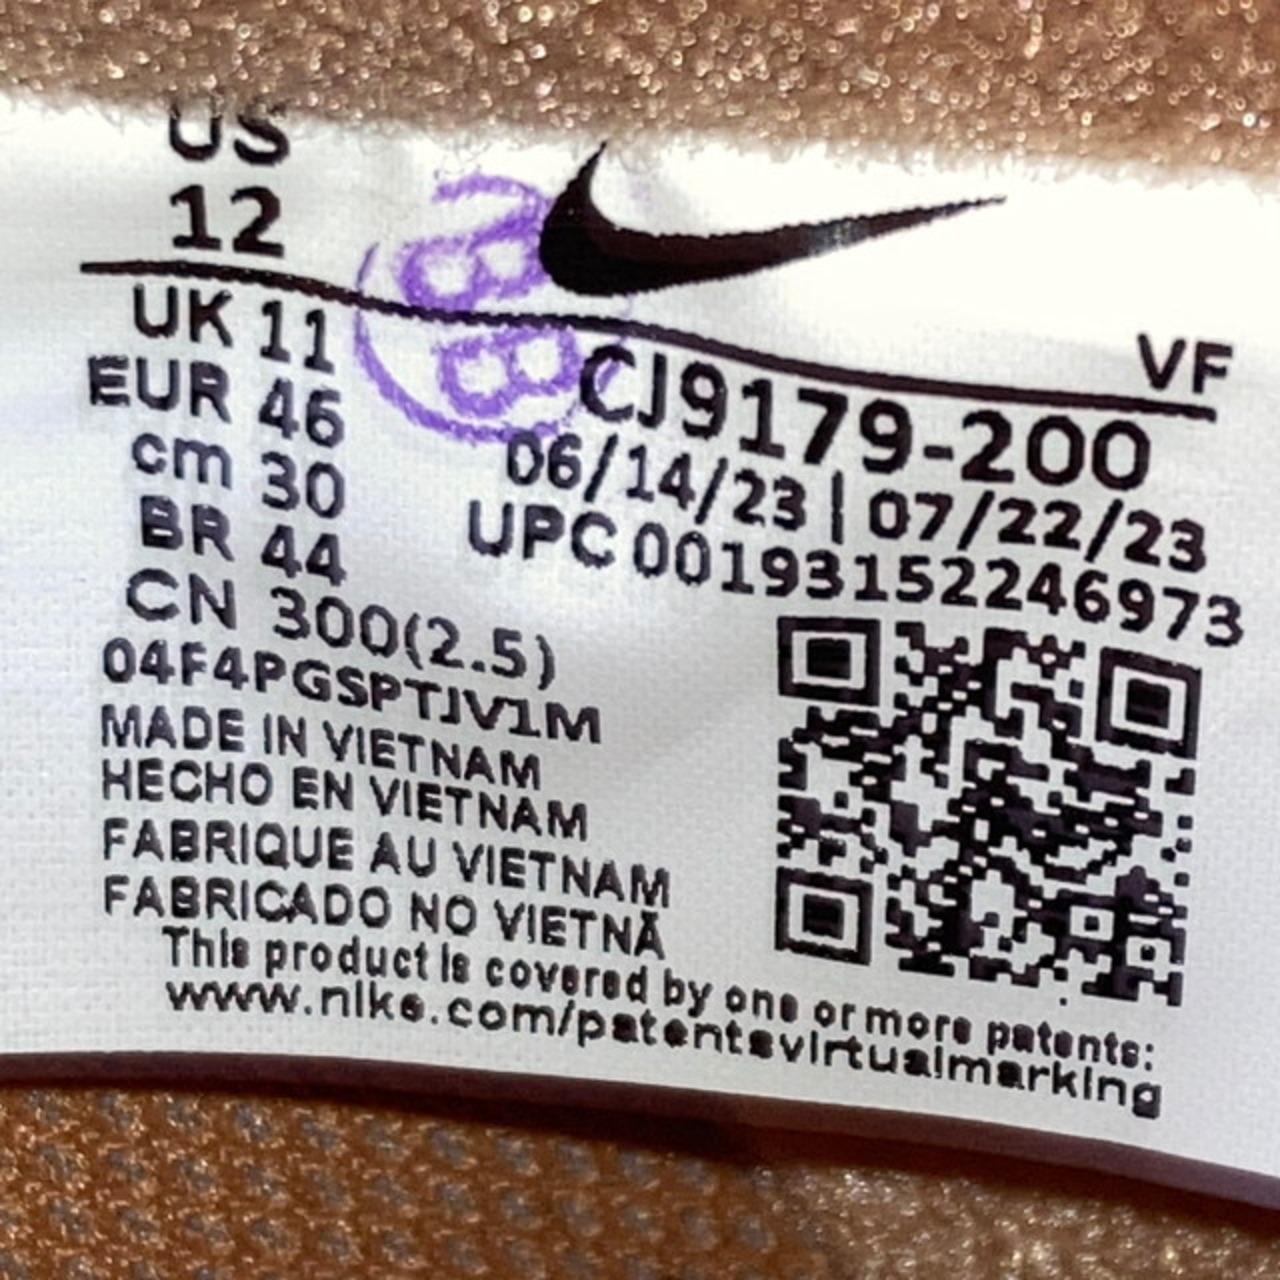 US
12
UK 11
EUR 46
cm 30
BR 44
CN 300(2.5)
04F4PGSPTJV1M
MADE IN VIETNAM
HECHO EN VIETNAM
FABRIQUE AU VIETNAM
FABRICADO NO VIETNÃ
VF
CJ9179-200
06/14/23 | 07/22/23
UPC 00193152246973
This product is covered by one or more patents:
www.nike.com/patentsvirtualmarking